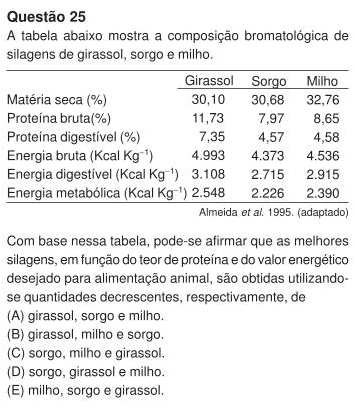 Questão 25
A tabela abaixo mostra a composição bromatológica de
silagens de girassol, sorgo e milho.
Girassol Sorgo Milho
Matéria seca (%) 30,10 30,68 32,76
Proteína bruta(%) 11,73 7,97 8,65
Proteína digestível (%) 7,35 4,57 4,58
Energia bruta (Kcal Kg⁻¹) 4.993 4.373 4.536
Energia digestível (Kcal Kg⁻¹) 3.108 2.715 2.915
Energia metabólica (Kcal Kg⁻¹) 2.548 2.226 2.390
Almeida et al. 1995. (adaptado)
Com base nessa tabela, pode-se afirmar que as melhores
silagens, em função do teor de proteína e do valor energético
desejado para alimentação animal, são obtidas utilizando-
se quantidades decrescentes, respectivamente, de
(A) girassol, sorgo e milho.
(B) girassol, milho e sorgo.
(C) sorgo, milho e girassol.
(D) sorgo, girassol e milho.
(E) milho, sorgo e girassol.